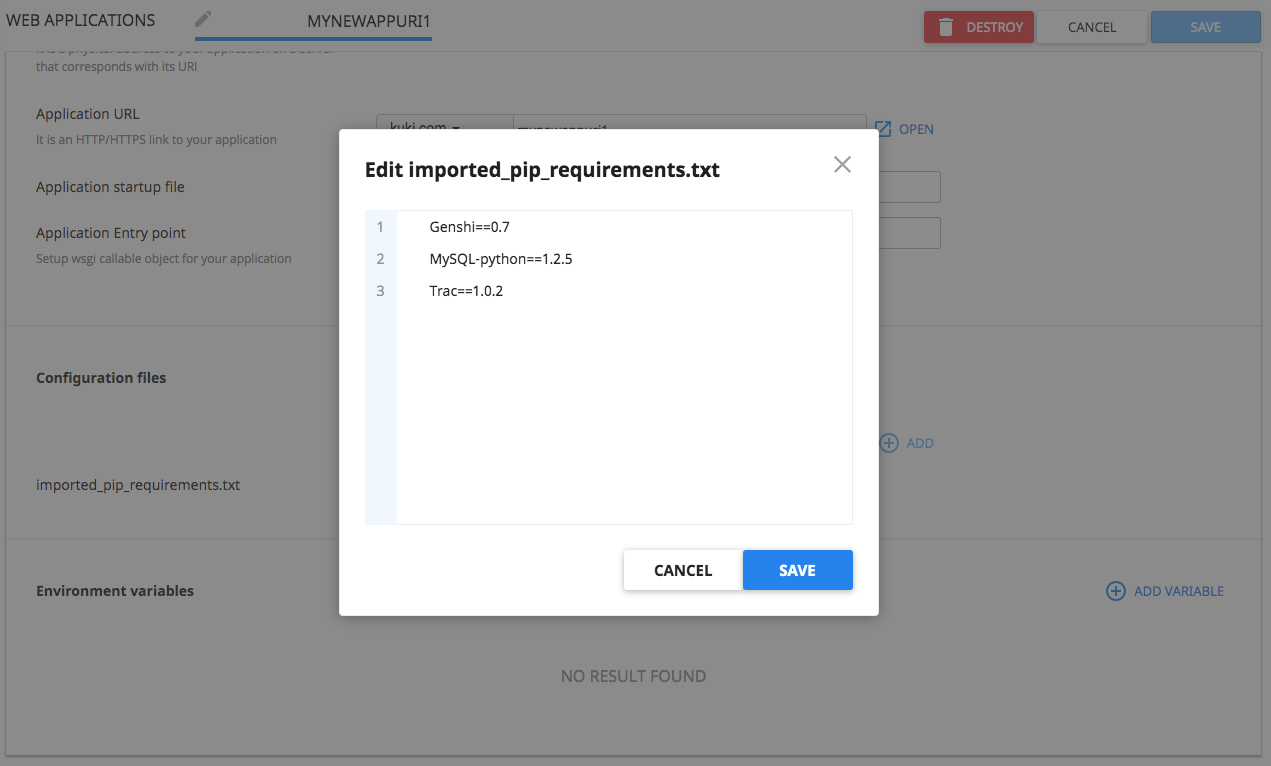 WEB APPLICATIONS
MYNEWAPPURI1
DESTROY
CANCEL
SAVE
that corresponds with its URI
Application URL
It is an HTTP/HTTPS link to your application
kuki.com
mynewappuri1
OPEN
Application startup file
Application Entry point
Setup wsgi callable object for your application
Configuration files
ADD
imported_pip_requirements.txt
Environment variables
ADD VARIABLE
NO RESULT FOUND
Edit imported_pip_requirements.txt
1 Genshi==0.7
2 MySQL-python==1.2.5
3 Trac==1.0.2
CANCEL
SAVE